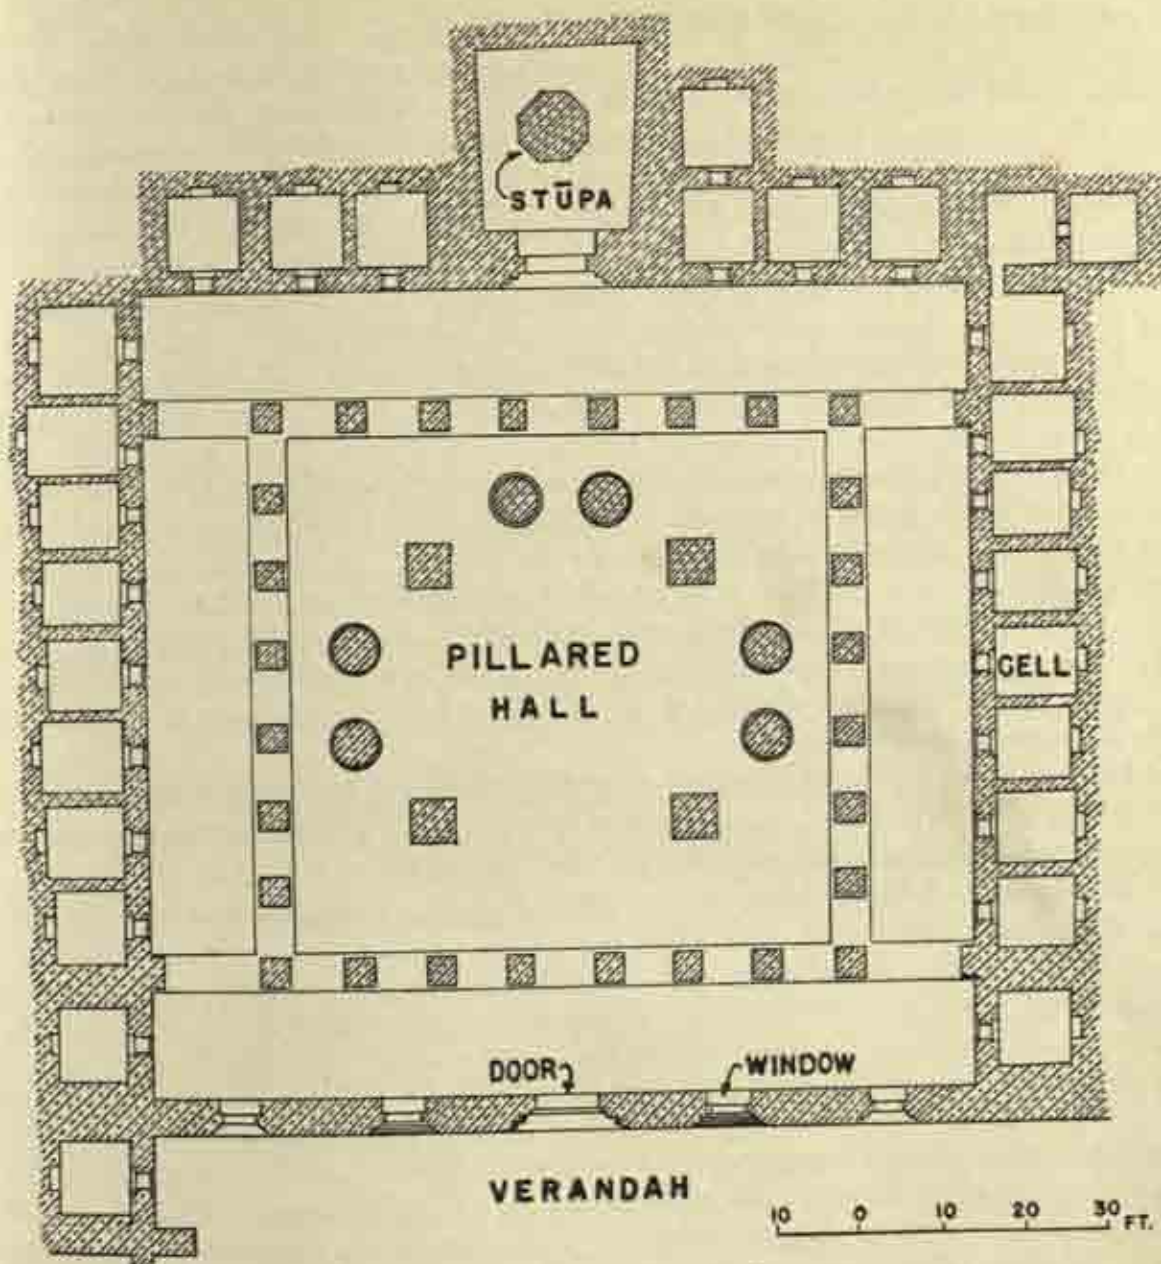 STŪPA
PILLARED
HALL
CELL
DOOR
WINDOW
VERANDAH
10 0 10 20 30 FT.